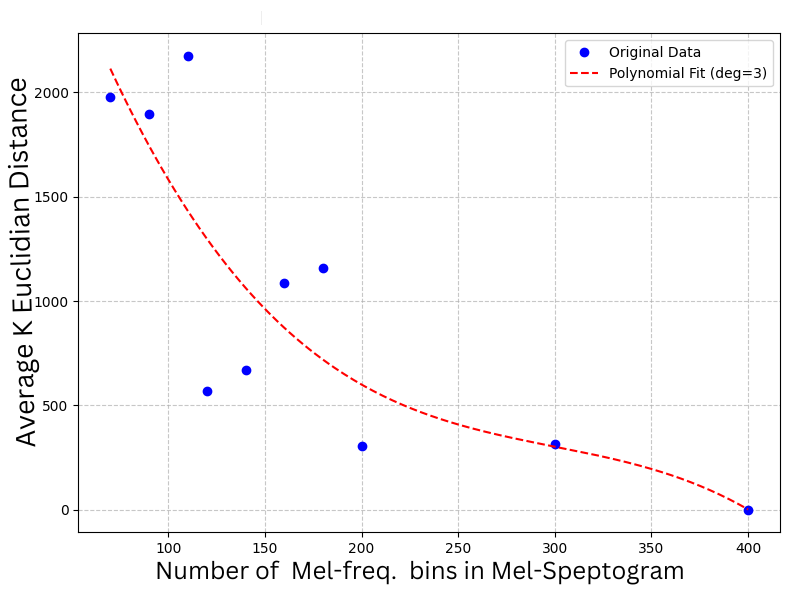 Original Data
Polynomial Fit (deg=3)
Average K Euclidian Distance
2000
1500
1000
500
0
100 150 200 250 300 350 400
Number of Mel-freq. bins in Mel-Speptogram